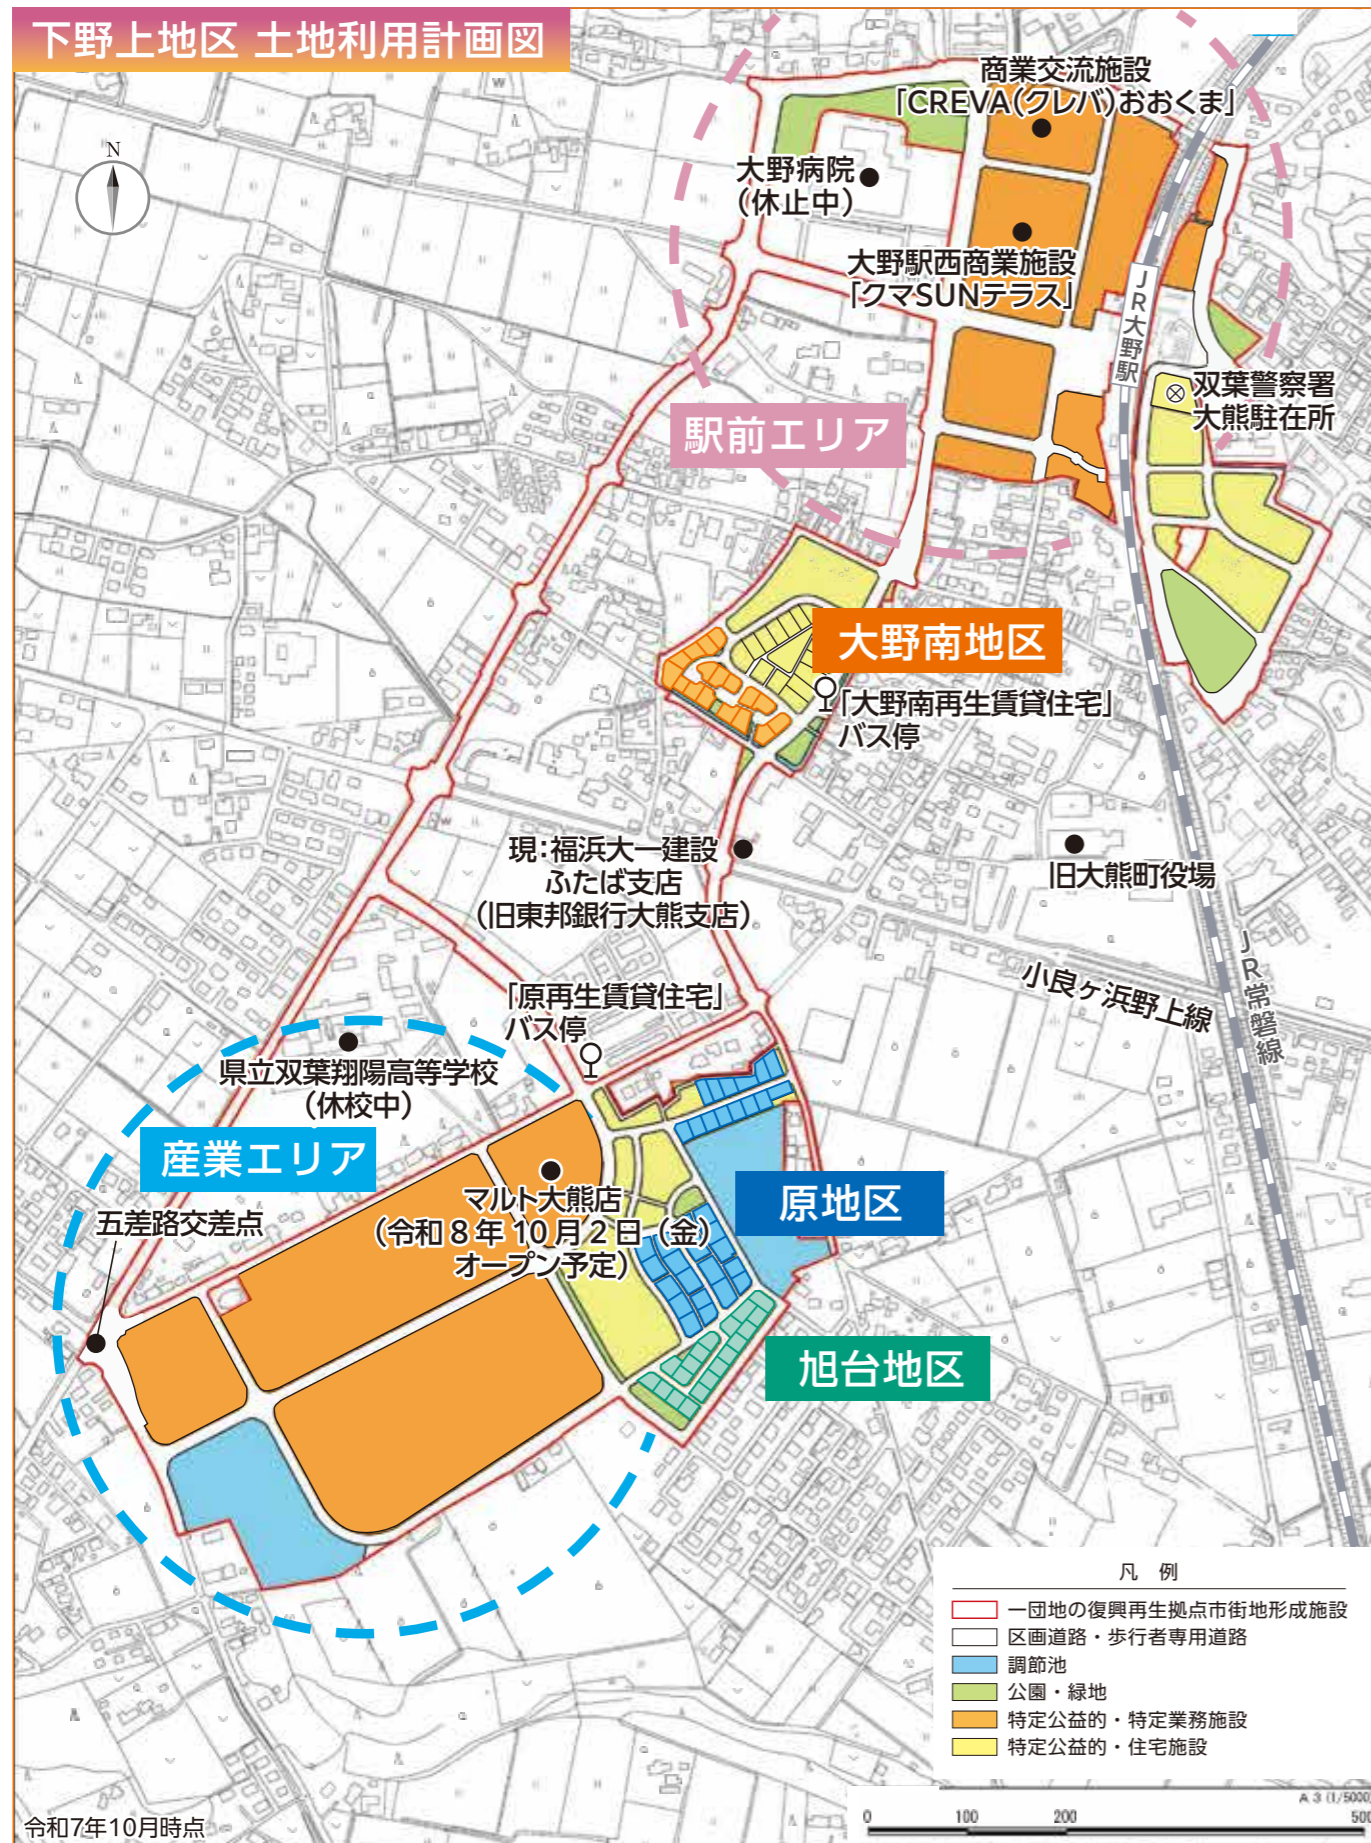 下野上地区 土地利用計画図
N
商業交流施設
「CREVA(クレバ)おおくま」
大野病院
(休止中)
大野駅西商業施設
「クマSUNテラス」
JR大野駅
双葉警察署
大熊駐在所
駅前エリア
大野南地区
「大野南再生賃貸住宅」
バス停
現:福浜大一建設
ふたば支店
(旧東邦銀行大熊支店)
旧大熊町役場
小良ヶ浜野上線
JR常磐線
「原再生賃貸住宅」
バス停
県立双葉翔陽高等学校
(休校中)
産業エリア
五差路交差点
マルト大熊店
(令和8年10月2日(金)
オープン予定)
原地区
旭台地区
凡 例
一団地の復興再生拠点市街地形成施設
区画道路・歩行者専用道路
調節池
公園・緑地
特定公益的・特定業務施設
特定公益的・住宅施設
A3(1/5000)
0 100 200 500
令和7年10月時点